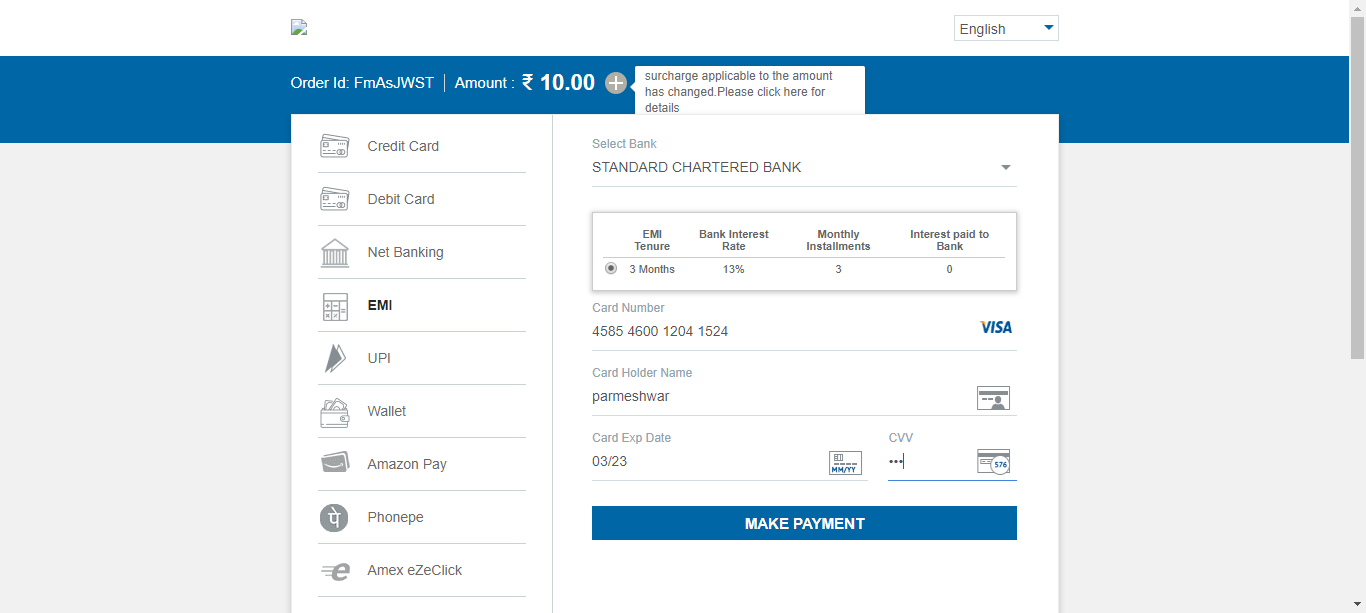 English
Order Id: FmAsJWST | Amount : ₹ 10.00
surcharge applicable to the amount
has changed.Please click here for
details
Credit Card
Debit Card
Net Banking
EMI
UPI
Wallet
Amazon Pay
Phonepe
Amex eZeClick
Select Bank
STANDARD CHARTERED BANK
EMI Tenure Bank Interest Rate Monthly Installments Interest paid to Bank
3 Months 13% 3 0
Card Number
4585 4600 1204 1524 VISA
Card Holder Name
parmeshwar
Card Exp Date CVV
03/23 MM/YY ••• 576
MAKE PAYMENT